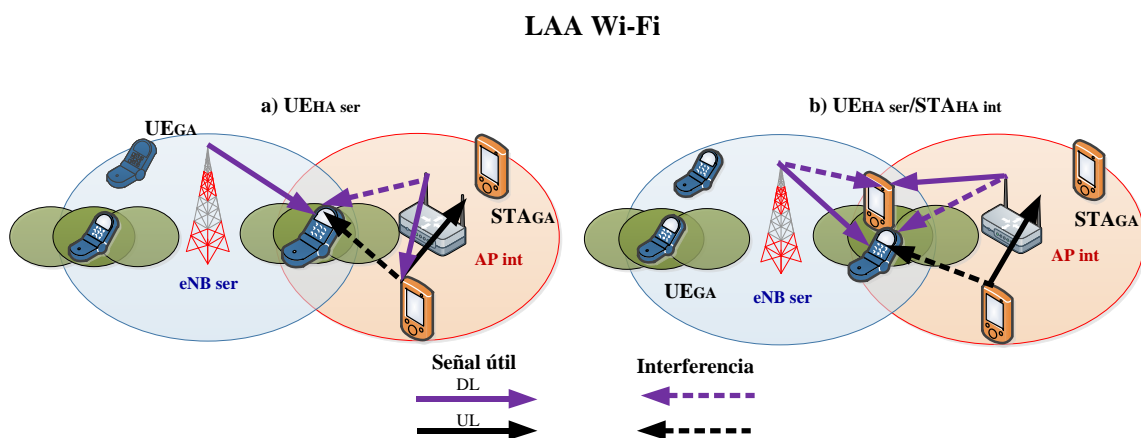 LAA Wi-Fi
a) UEHA ser
b) UEHA ser/STAHA int
UEGA
STAGA
AP int
eNB ser
UEGA
STAGA
AP int
eNB ser
Señal útil
Interferencia
DL
UL